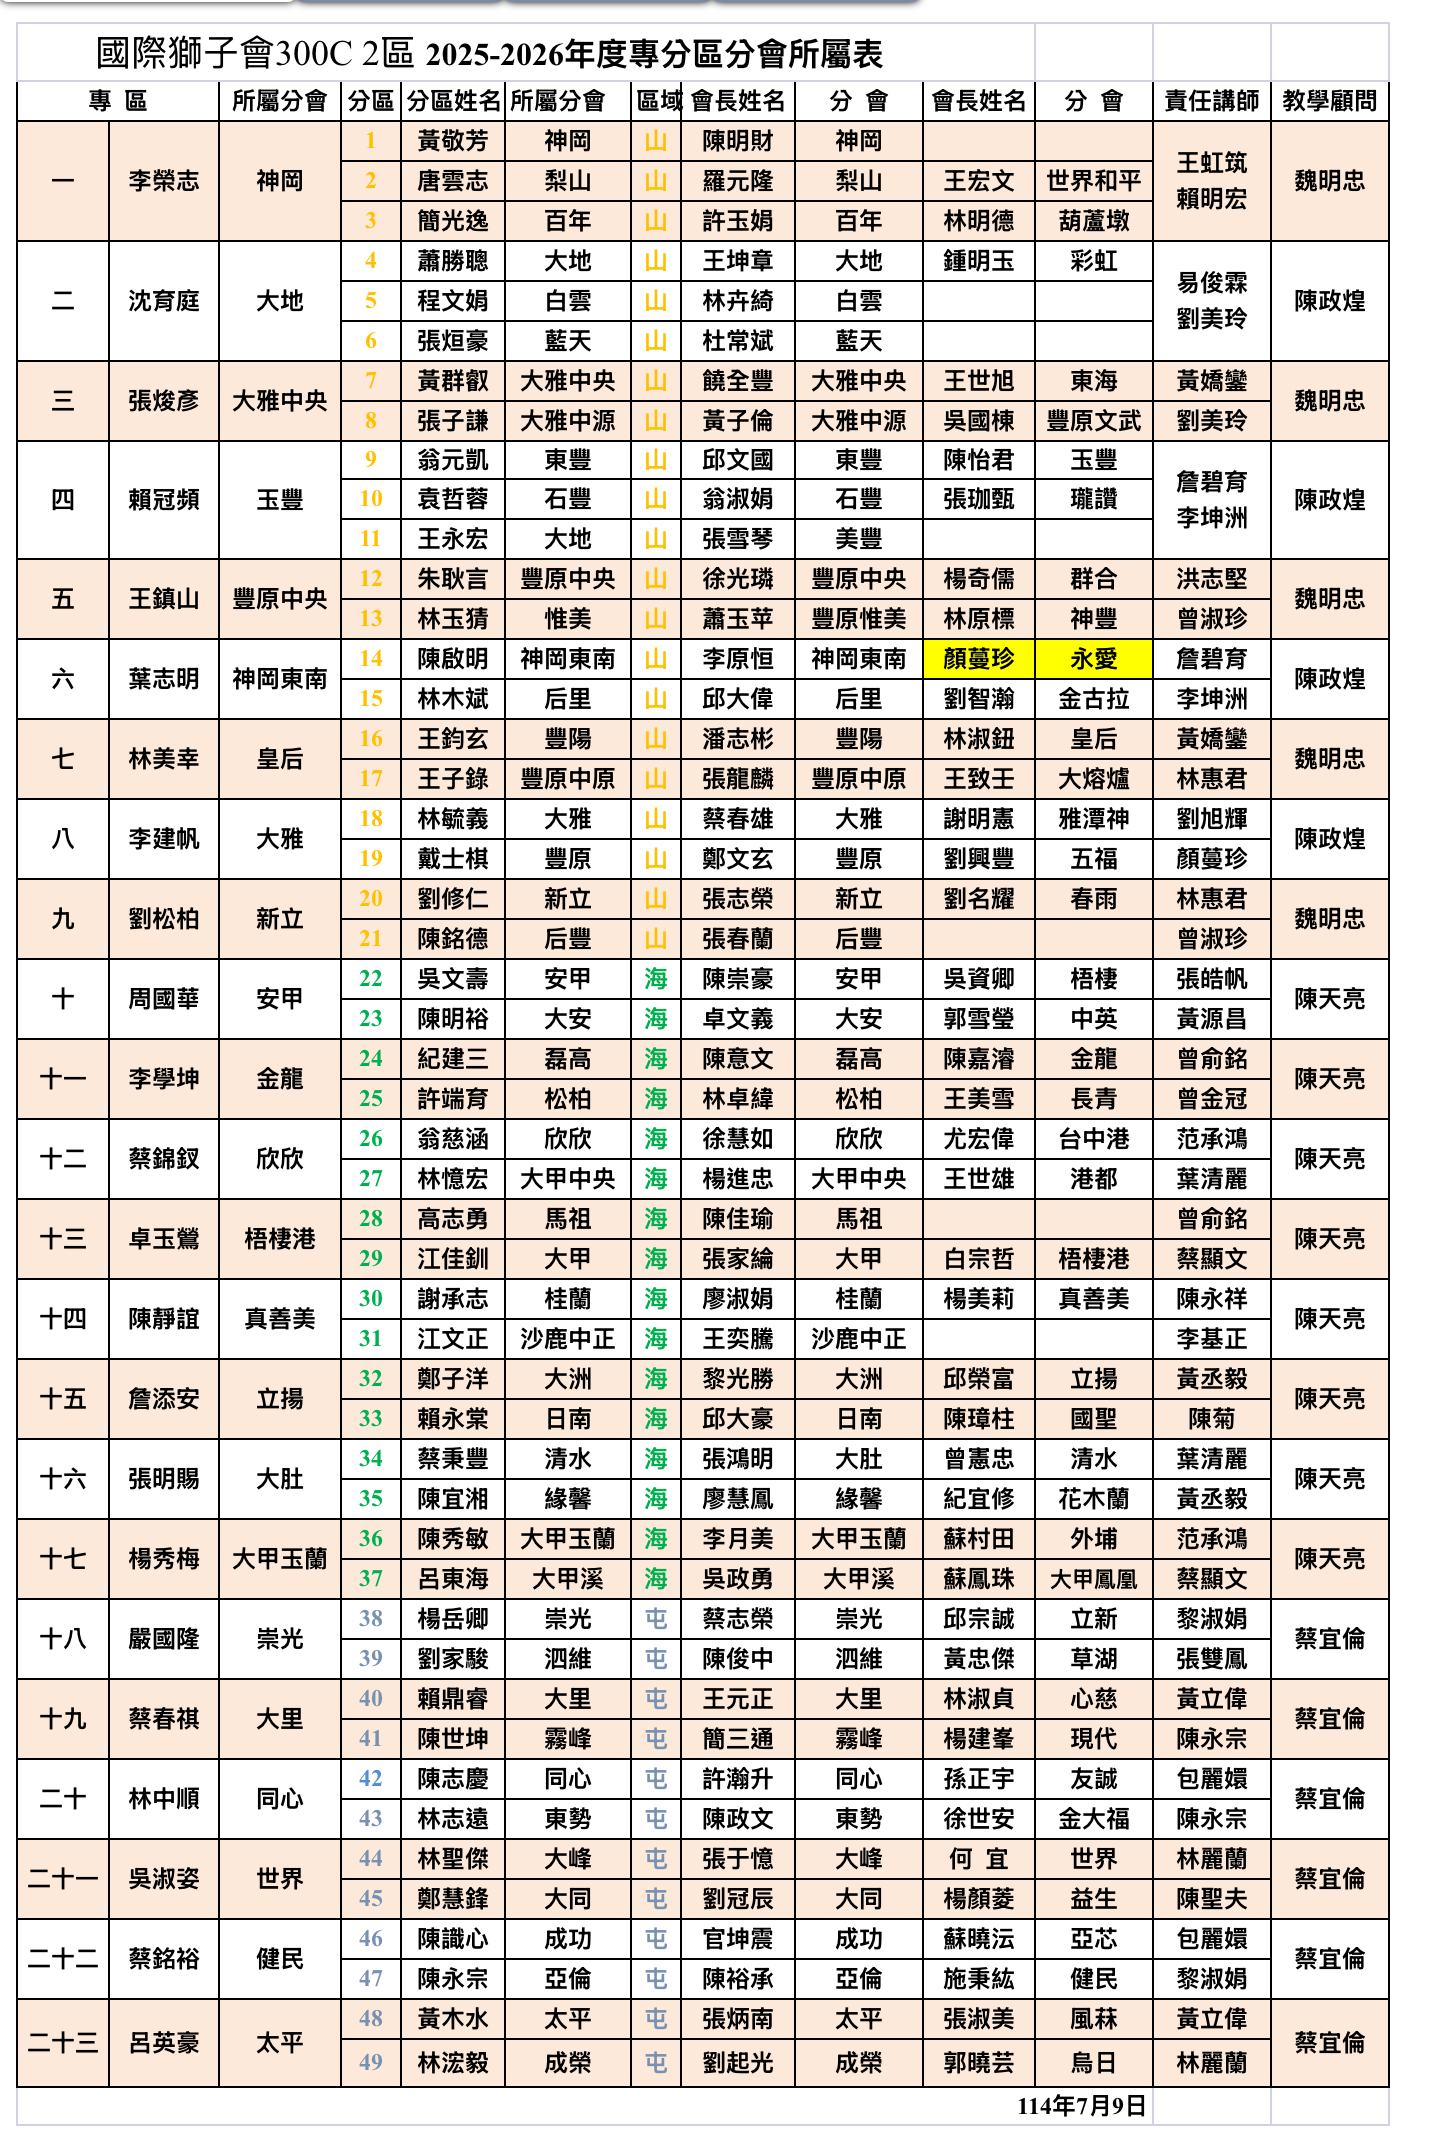 國際獅子會300C 2區 2025-2026年度專分區分會所屬表
專 區 所屬分會 分區 分區姓名 所屬分會 區域 會長姓名 分 會 會長姓名 分 會 責任講師 教學顧問
一 李榮志 神岡 1 黃敬芳 神岡 山 陳明財 神岡 王虹筑 賴明宏 魏明忠
2 唐雲志 梨山 山 羅元隆 梨山 王宏文 世界和平
3 簡光逸 百年 山 許玉娟 百年 林明德 葫蘆墩
二 沈育庭 大地 4 蕭勝聰 大地 山 王坤章 大地 鍾明玉 彩虹 易俊霖 劉美玲 陳政煌
5 程文娟 白雲 山 林卉綺 白雲
6 張烜豪 藍天 山 杜常斌 藍天
三 張焌彥 大雅中央 7 黃群叡 大雅中央 山 饒全豐 大雅中央 王世旭 東海 黃嬌鑾 魏明忠
8 張子謙 大雅中源 山 黃子倫 大雅中源 吳國棟 豐原文武 劉美玲
四 賴冠頻 玉豐 9 翁元凱 東豐 山 邱文國 東豐 陳怡君 玉豐 詹碧育 李坤洲 陳政煌
10 袁哲蓉 石豐 山 翁淑娟 石豐 張珈甄 瓏讚
11 王永宏 大地 山 張雪琴 美豐
五 王鎮山 豐原中央 12 朱耿言 豐原中央 山 徐光璘 豐原中央 楊奇儒 群合 洪志堅 魏明忠
13 林玉猜 惟美 山 蕭玉苹 豐原惟美 林原標 神豐 曾淑珍
六 葉志明 神岡東南 14 陳啟明 神岡東南 山 李原恒 神岡東南 顏蔓珍 永愛 詹碧育 陳政煌
15 林木斌 后里 山 邱大偉 后里 劉智瀚 金古拉 李坤洲
七 林美幸 皇后 16 王鈞玄 豐陽 山 潘志彬 豐陽 林淑鈕 皇后 黃嬌鑾 魏明忠
17 王子錄 豐原中原 山 張龍麟 豐原中原 王致壬 大熔爐 林惠君
八 李建帆 大雅 18 林毓義 大雅 山 蔡春雄 大雅 謝明憲 雅潭神 劉旭輝 陳政煌
19 戴士棋 豐原 山 鄭文玄 豐原 劉興豐 五福 顏蔓珍
九 劉松柏 新立 20 劉修仁 新立 山 張志榮 新立 劉名耀 春雨 林惠君 魏明忠
21 陳銘德 后豐 山 張春蘭 后豐 曾淑珍
十 周國華 安甲 22 吳文壽 安甲 海 陳崇豪 安甲 吳資卿 梧棲 張皓帆 陳天亮
23 陳明裕 大安 海 卓文義 大安 郭雪瑩 中英 黃源昌
十一 李學坤 金龍 24 紀建三 磊高 海 陳意文 磊高 陳嘉濬 金龍 曾俞銘 陳天亮
25 許端育 松柏 海 林卓緯 松柏 王美雪 長青 曾金冠
十二 蔡錦釵 欣欣 26 翁慈涵 欣欣 海 徐慧如 欣欣 尤宏偉 台中港 范承鴻 陳天亮
27 林憶宏 大甲中央 海 楊進忠 大甲中央 王世雄 港都 葉清麗
十三 卓玉鶯 梧棲港 28 高志勇 馬祖 海 陳佳瑜 馬祖 曾俞銘 陳天亮
29 江佳釧 大甲 海 張家綸 大甲 白宗哲 梧棲港 蔡顯文
十四 陳靜誼 真善美 30 謝承志 桂蘭 海 廖淑娟 桂蘭 楊美莉 真善美 陳永祥 陳天亮
31 江文正 沙鹿中正 海 王奕騰 沙鹿中正 李基正
十五 詹添安 立揚 32 鄭子洋 大洲 海 黎光勝 大洲 邱榮富 立揚 黃丞毅 陳天亮
33 賴永棠 日南 海 邱大豪 日南 陳璋柱 國聖 陳菊
十六 張明賜 大肚 34 蔡秉豐 清水 海 張鴻明 大肚 曾憲忠 清水 葉清麗 陳天亮
35 陳宜湘 緣馨 海 廖慧鳳 緣馨 紀宜修 花木蘭 黃丞毅
十七 楊秀梅 大甲玉蘭 36 陳秀敏 大甲玉蘭 海 李月美 大甲玉蘭 蘇村田 外埔 范承鴻 陳天亮
37 呂東海 大甲溪 海 吳政勇 大甲溪 蘇鳳珠 大甲鳳凰 蔡顯文
十八 嚴國隆 崇光 38 楊岳卿 崇光 屯 蔡志榮 崇光 邱宗誠 立新 黎淑娟 蔡宜倫
39 劉家駿 泗維 屯 陳俊中 泗維 黃忠傑 草湖 張雙鳳
十九 蔡春祺 大里 40 賴鼎睿 大里 屯 王元正 大里 林淑貞 心慈 黃立偉 蔡宜倫
41 陳世坤 霧峰 屯 簡三通 霧峰 楊建峯 現代 陳永宗
二十 林中順 同心 42 陳志慶 同心 屯 許瀚升 同心 孫正宇 友誠 包麗嬛 蔡宜倫
43 林志遠 東勢 屯 陳政文 東勢 徐世安 金大福 陳永宗
二十一 吳淑姿 世界 44 林聖傑 大峰 屯 張于憶 大峰 何 宜 世界 林麗蘭 蔡宜倫
45 鄭慧鋒 大同 屯 劉冠辰 大同 楊顏菱 益生 陳聖夫
二十二 蔡銘裕 健民 46 陳識心 成功 屯 官坤震 成功 蘇曉沄 亞芯 包麗嬛 蔡宜倫
47 陳永宗 亞倫 屯 陳裕承 亞倫 施秉紘 健民 黎淑娟
二十三 呂英豪 太平 48 黃木水 太平 屯 張炳南 太平 張淑美 風菻 黃立偉 蔡宜倫
49 林浤毅 成榮 屯 劉起光 成榮 郭曉芸 烏日 林麗蘭
114年7月9日